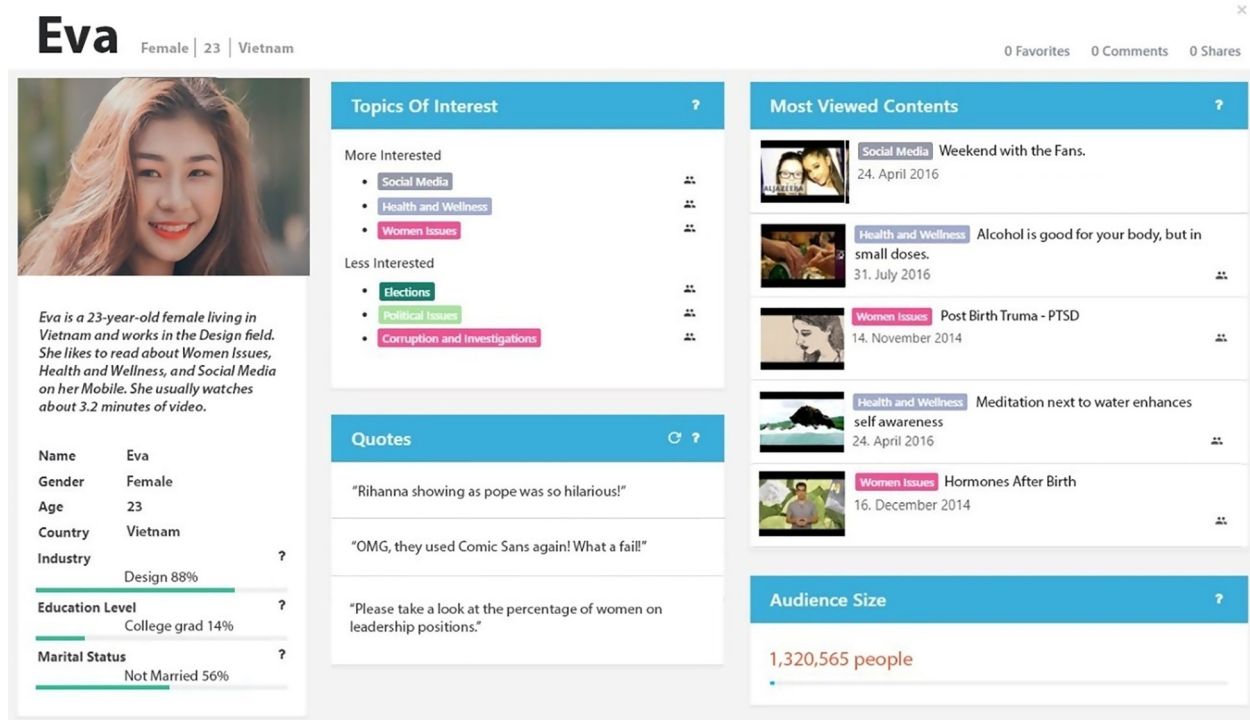 Eva
Female | 23 | Vietnam
0 Favorites 0 Comments 0 Shares
Eva is a 23-year-old female living in
Vietnam and works in the Design field.
She likes to read about Women Issues,
Health and Wellness, and Social Media
on her Mobile. She usually watches
about 3.2 minutes of video.
Name Eva
Gender Female
Age 23
Country Vietnam
Industry ?
Design 88%
Education Level ?
College grad 14%
Marital Status ?
Not Married 56%
Topics Of Interest ?
More Interested
• Social Media
• Health and Wellness
• Women Issues
Less Interested
• Elections
• Political Issues
• Corruption and Investigations
Quotes ?
“Rihanna showing as pope was so hilarious!”
“OMG, they used Comic Sans again! What a fail!”
“Please take a look at the percentage of women on
leadership positions.”
Most Viewed Contents ?
ALJAZEERA
Social Media Weekend with the Fans.
24. April 2016
Health and Wellness Alcohol is good for your body, but in
small doses.
31. July 2016
Women Issues Post Birth Truma - PTSD
14. November 2014
Health and Wellness Meditation next to water enhances
self awareness
24. April 2016
Women Issues Hormones After Birth
16. December 2014
Audience Size ?
1,320,565 people